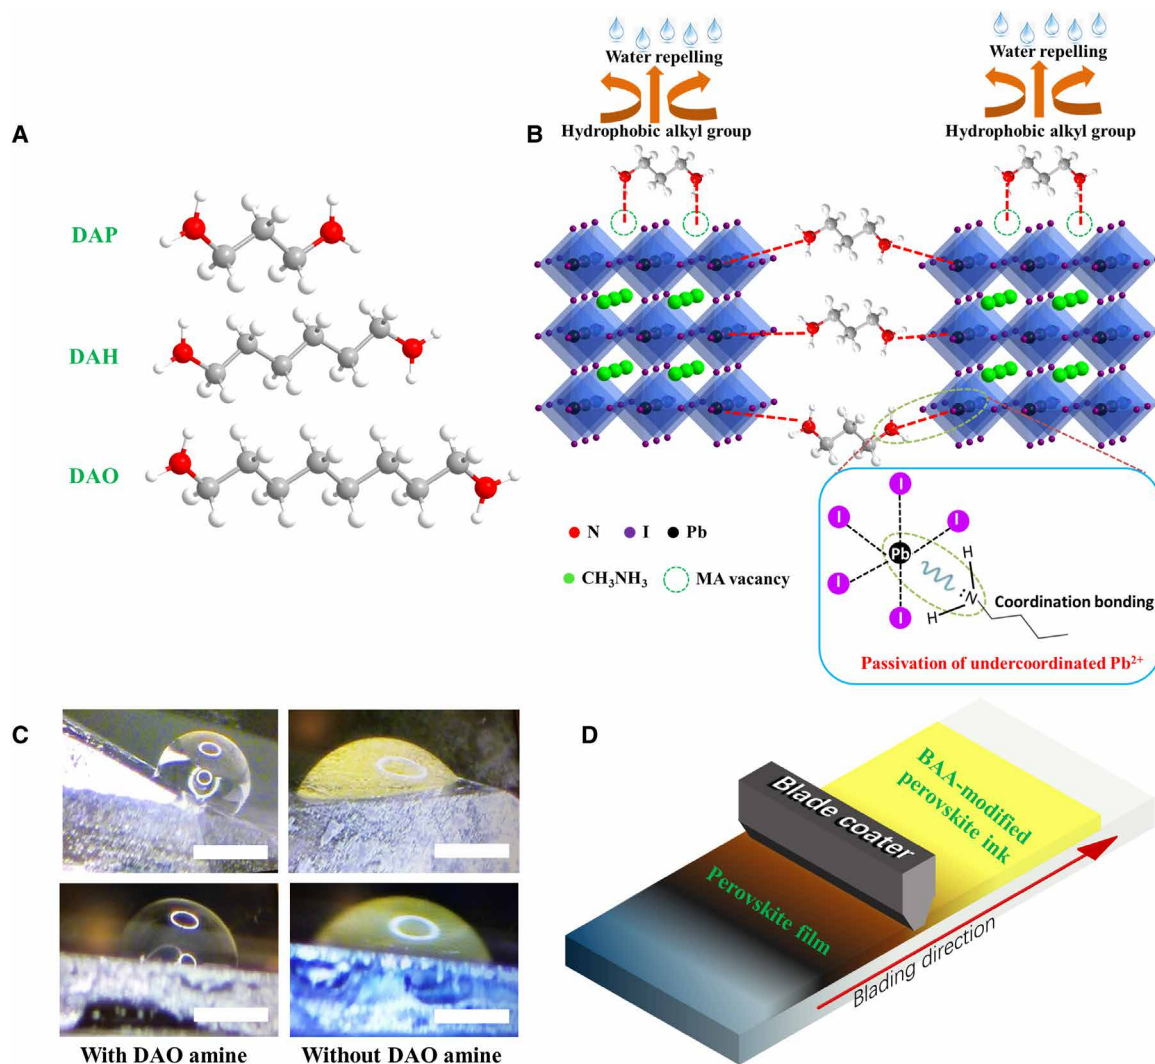 A
DAP
DAH
DAO
B
Water repelling
Hydrophobic alkyl group
Water repelling
Hydrophobic alkyl group
N
I
Pb
CH₃NH₃
MA vacancy
I
I
I
I
I
Pb
H
:N
H
Coordination bonding
Passivation of undercoordinated Pb²⁺
C
With DAO amine
Without DAO amine
D
BAA-modified
perovskite ink
Blade coater
Perovskite film
Blading direction